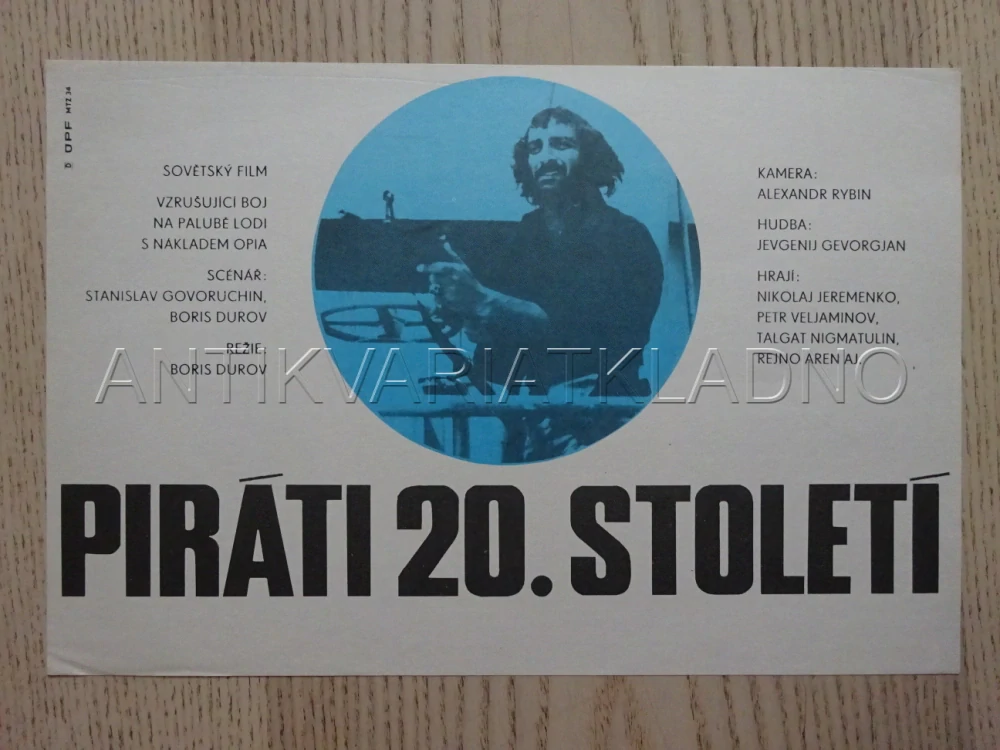 ÚPF MTZ 34
SOVĚTSKÝ FILM
VZRUŠUJÍCÍ BOJ
NA PALUBĚ LODI
S NÁKLADEM OPIA
SCÉNÁŘ:
STANISLAV GOVORUCHIN,
BORIS DUROV
REŽIE:
BORIS DUROV
KAMERA:
ALEXANDR RYBIN
HUDBA:
JEVGENIJ GEVORGJAN
HRAJÍ:
NIKOLAJ JEREMENKO,
PETR VELJAMINOV,
TALGAT NIGMATULIN,
REJNO AREN AJ.
ANTIKVARIATKLADNO
PIRÁTI 20. STOLETÍ